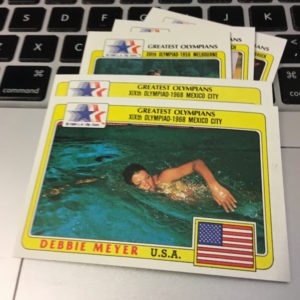 GREATEST OLYMPIANS
XVIth OLYMPIAD-1956 MELBOURNE
GREATEST OLYMPIANS
XIXth OLYMPIAD-1968 MEXICO CITY
GREATEST OLYMPIANS
XIXth OLYMPIAD-1968 MEXICO CITY
DEBBIE MEYER U.S.A.